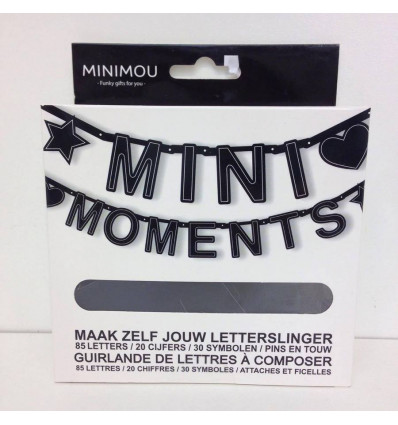 MINIMOU
- Funky gifts for you -
MINI
MOMENTS
MAAK ZELF JOUW LETTERSLINGER
85 LETTERS / 20 CIJFERS / 30 SYMBOLEN / PINS EN TOUW
GUIRLANDE DE LETTRES À COMPOSER
85 LETTRES / 20 CHIFFRES / 30 SYMBOLES / ATTACHES ET FICELLES